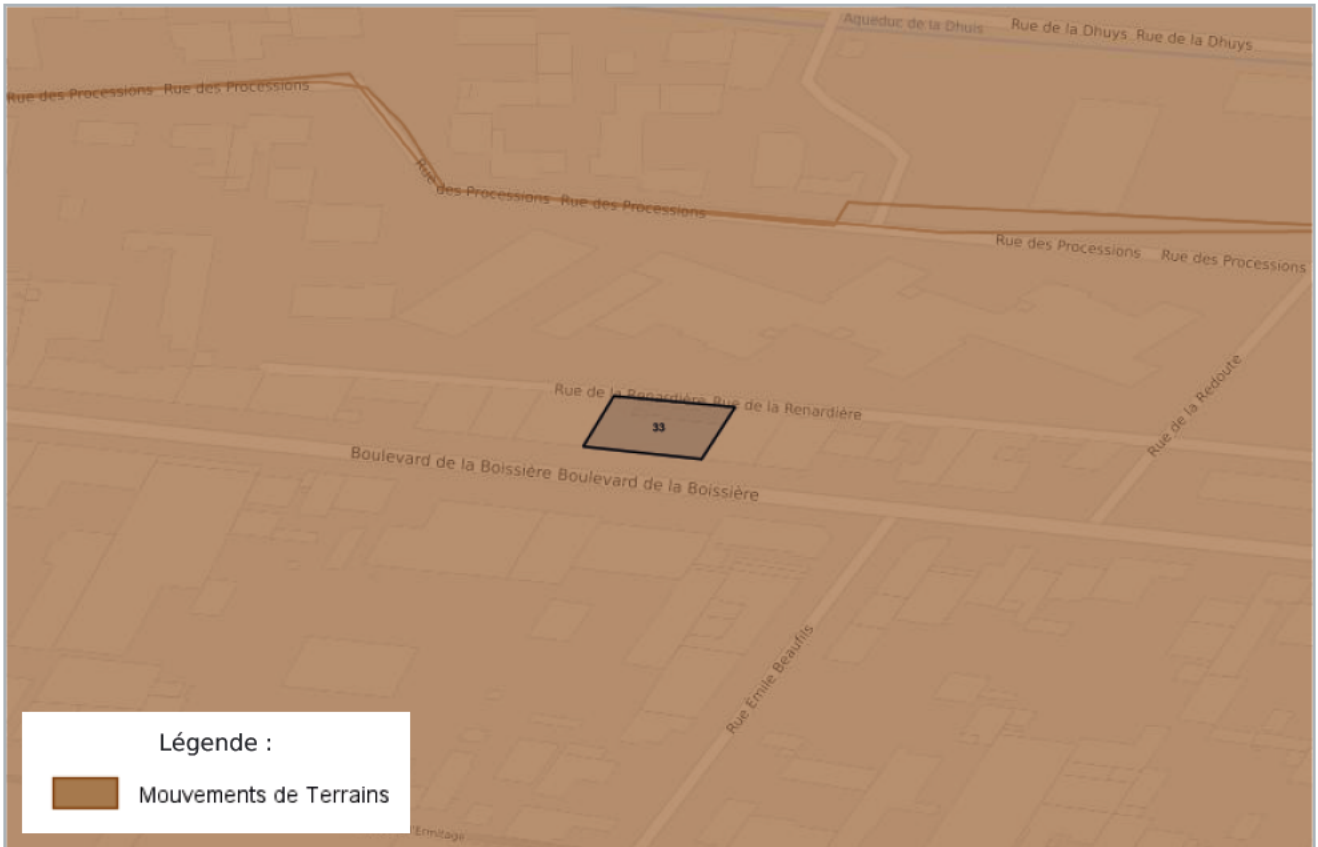 Aqueduc de la Dhuis
Rue de la Dhuys Rue de la Dhuys
Rue des Processions Rue des Processions
Rue des Processions Rue des Processions
Rue des Processions Rue des Processions
Rue de la Renardière Rue de la Renardière
Rue de la Redoute
33
Boulevard de la Boissière Boulevard de la Boissière
Rue Émile Beaufils
Légende :
Mouvements de Terrains
l'Ermitage